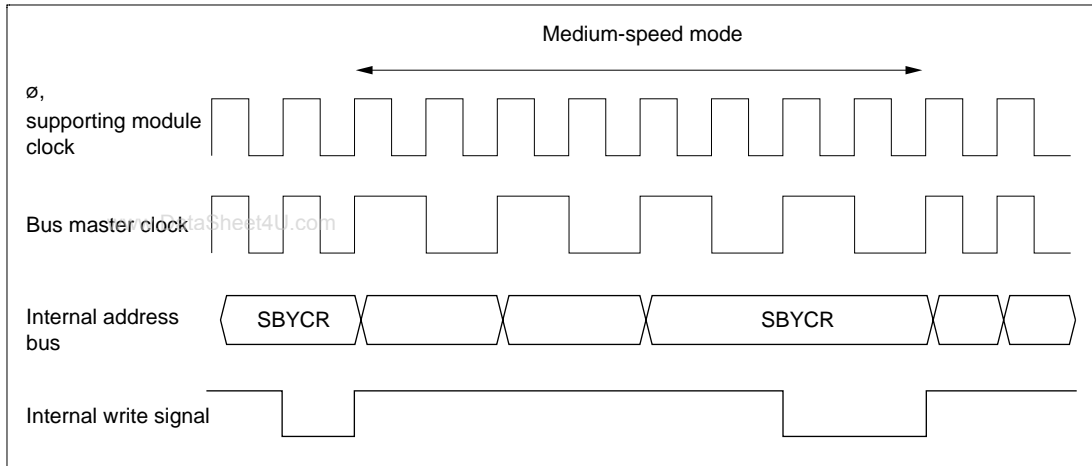 Medium-speed mode
ø,
supporting module
clock
Bus master clock
www.DataSheet4U.com
Internal address
bus
SBYCR
SBYCR
Internal write signal